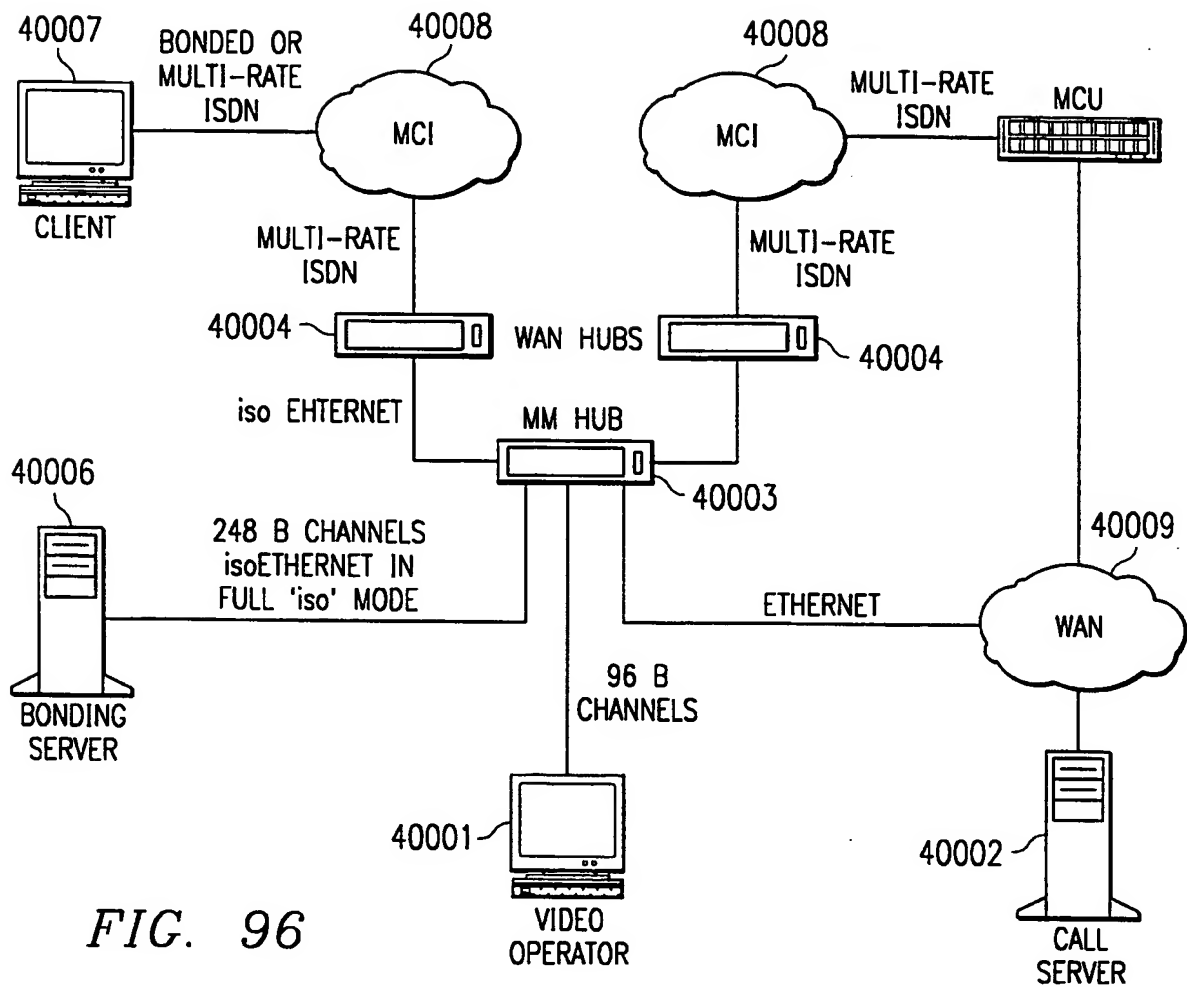 40007
BONDED OR
MULTI-RATE
ISDN
40008
MCI
40008
MCI
MULTI-RATE
ISDN
MCU
CLIENT
MULTI-RATE
ISDN
MULTI-RATE
ISDN
40004
WAN HUBS
40004
iso EHTERNET
MM HUB
40003
40006
248 B CHANNELS
isoETHERNET IN
FULL 'iso' MODE
40009
ETHERNET
WAN
BONDING
SERVER
96 B
CHANNELS
40001
VIDEO
OPERATOR
40002
CALL
SERVER
FIG. 96